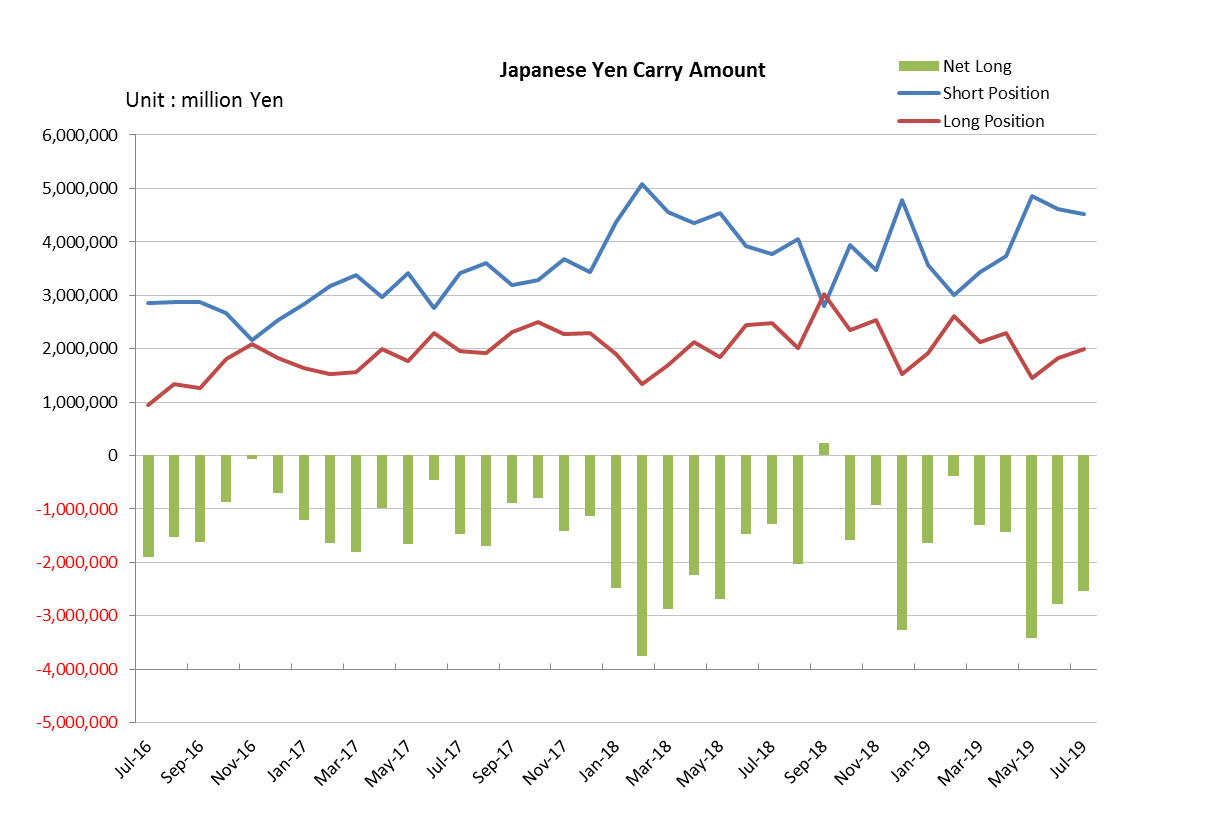 Japanese Yen Carry Amount
Net Long
Short Position
Long Position
Unit : million Yen
6,000,000
5,000,000
4,000,000
3,000,000
2,000,000
1,000,000
0
-1,000,000
-2,000,000
-3,000,000
-4,000,000
-5,000,000
Jul-16
Sep-16
Nov-16
Jan-17
Mar-17
May-17
Jul-17
Sep-17
Nov-17
Jan-18
Mar-18
May-18
Jul-18
Sep-18
Nov-18
Jan-19
Mar-19
May-19
Jul-19